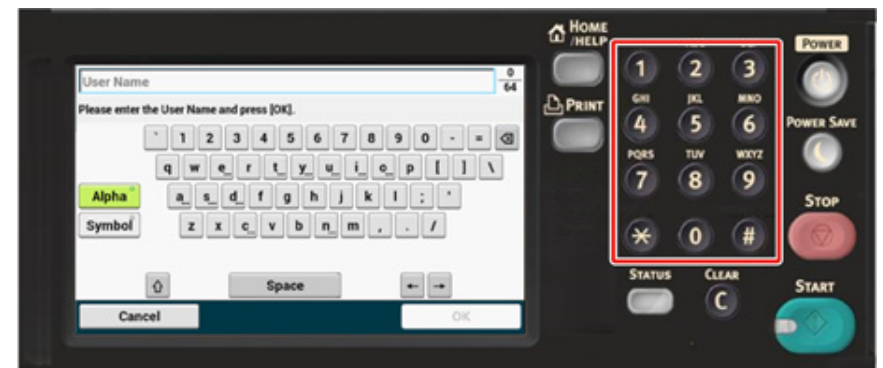 User Name
0
64
Please enter the User Name and press [OK].
` 1 2 3 4 5 6 7 8 9 0 - =
q w e r t y u i o p [ ] \
Alpha
a s d f g h j k l ; '
Symbol
z x c v b n m , . /
Space
← →
Cancel
OK
HOME
/HELP
PRINT
1 2 3
GHI JKL MNO
4 5 6
PQRS TUV WXYZ
7 8 9
* 0 #
STATUS
CLEAR
C
POWER
POWER SAVE
STOP
START